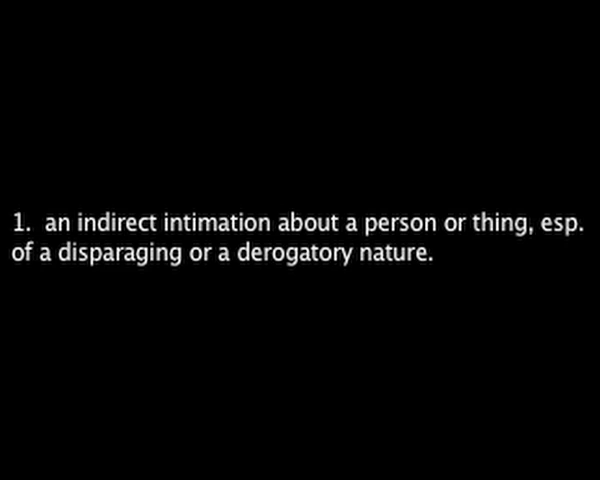 1.  an indirect intimation about a person or thing, esp.
of a disparaging or a derogatory nature.